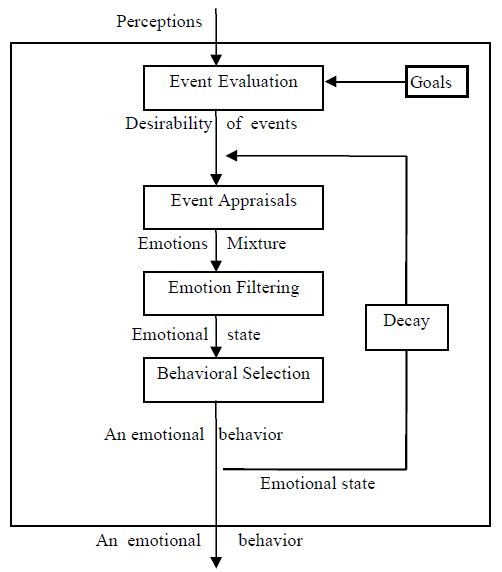 Perceptions
Event Evaluation
Goals
Desirability of events
Event Appraisals
Emotions Mixture
Emotion Filtering
Decay
Emotional state
Behavioral Selection
An emotional behavior
Emotional state
An emotional behavior